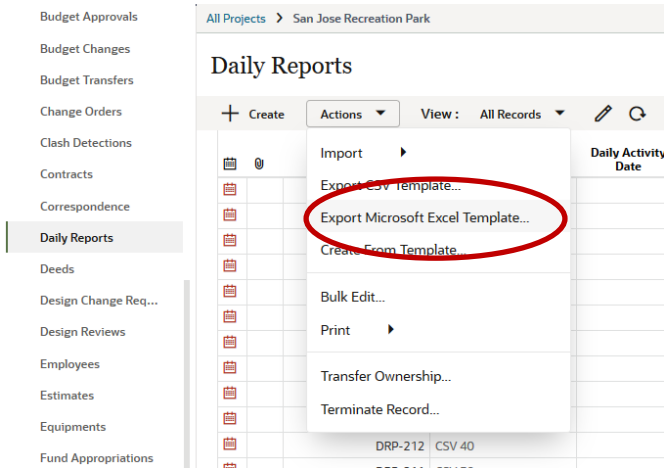 Budget Approvals
Budget Changes
Budget Transfers
Change Orders
Clash Detections
Contracts
Correspondence
Daily Reports
Deeds
Design Change Req...
Design Reviews
Employees
Estimates
Equipments
Fund Appropriations
All Projects > San Jose Recreation Park
Daily Reports
+ Create Actions View : All Records
Daily Activity
Date
Import
Export CSV Template...
Export Microsoft Excel Template...
Create From Template...
Bulk Edit...
Print
Transfer Ownership...
Terminate Record...
DRP-212 CSV 40